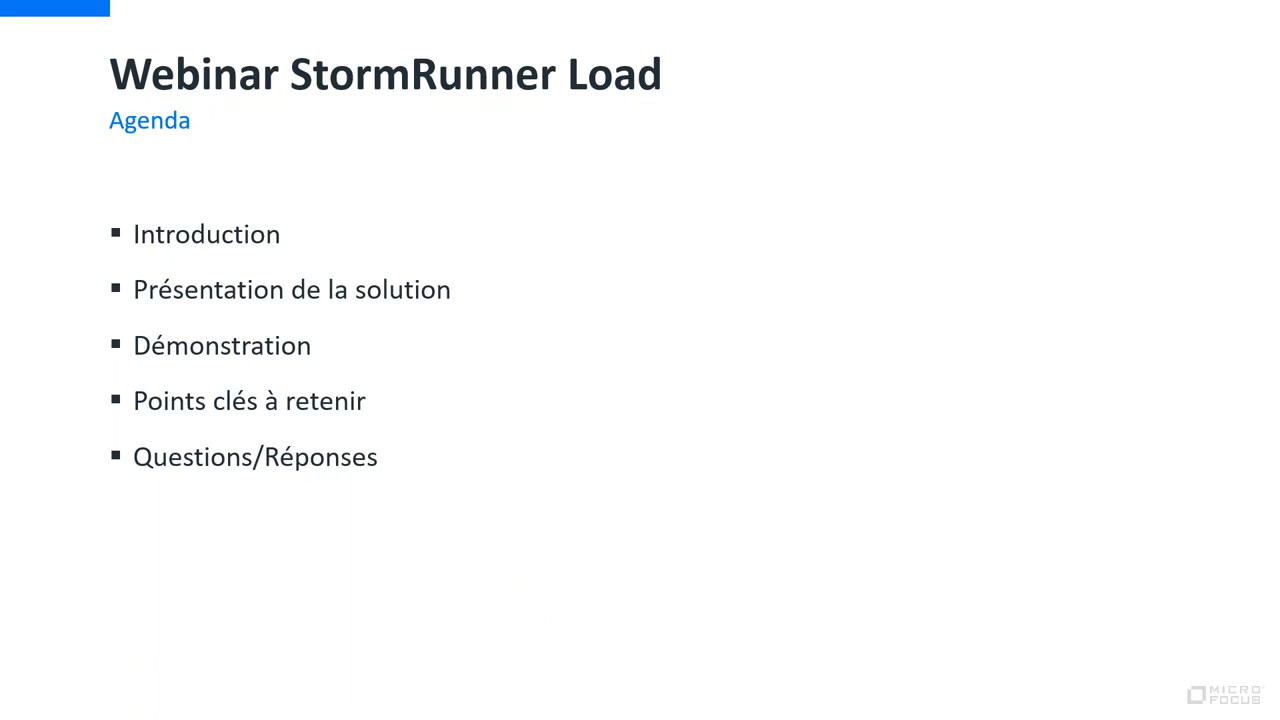 Webinar StormRunner Load
Agenda
▪ Introduction
▪ Présentation de la solution
▪ Démonstration
▪ Points clés à retenir
▪ Questions/Réponses
MICRO
FOCUS